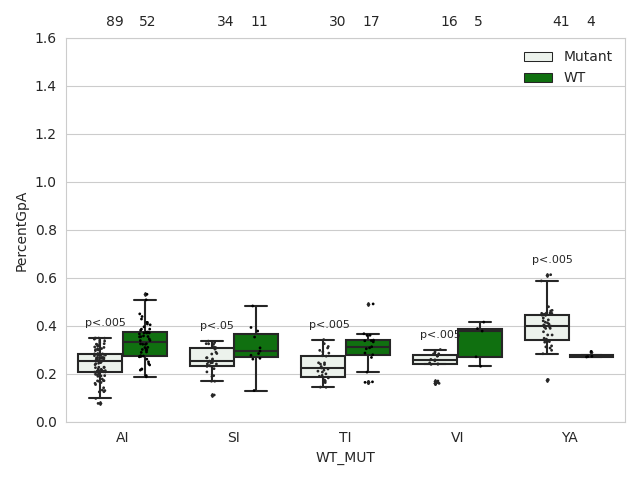 89 52 34 11 30 17 16 5 41 4
1.6
Mutant
WT
1.4
1.2
1.0
0.8
0.6
0.4
0.2
0.0
PercentGpA
p<.005
p<.05
p<.005
p<.005
p<.005
AI SI TI VI YA
WT_MUT